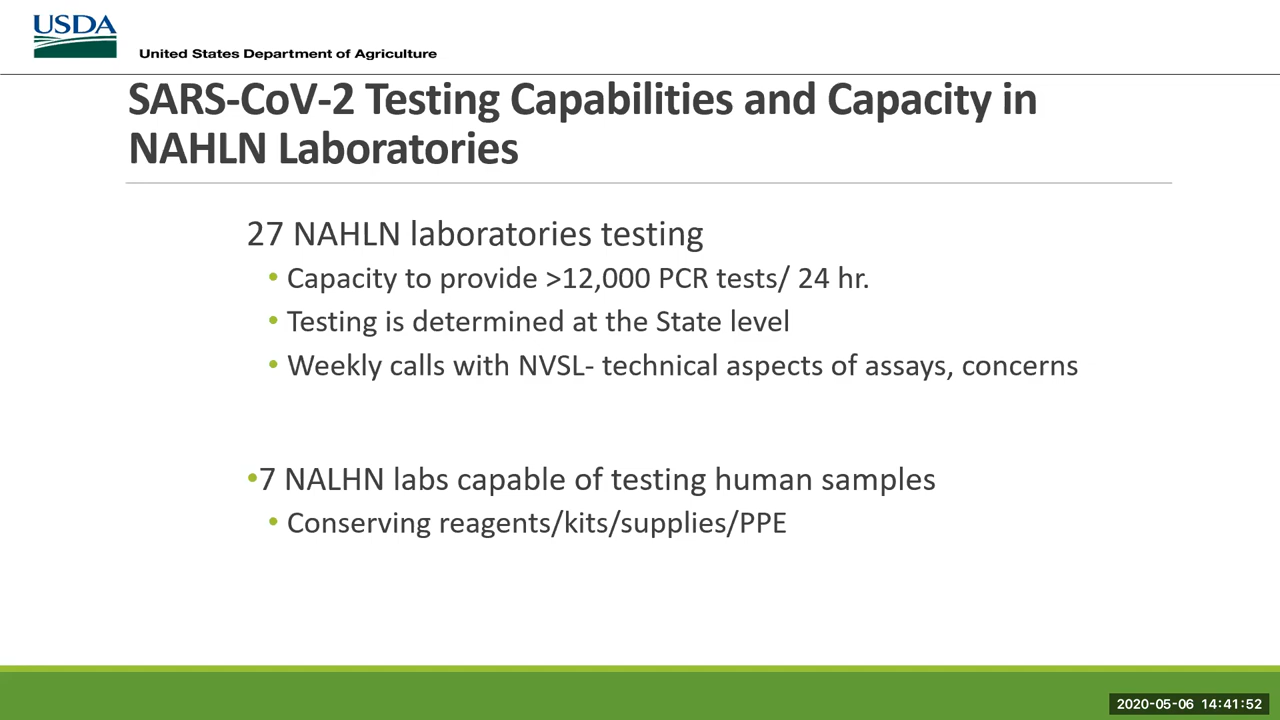 USDA
United States Department of Agriculture
SARS-CoV-2 Testing Capabilities and Capacity in
NAHLN Laboratories
27 NAHLN laboratories testing
• Capacity to provide >12,000 PCR tests/ 24 hr.
• Testing is determined at the State level
• Weekly calls with NVSL- technical aspects of assays, concerns
•7 NALHN labs capable of testing human samples
• Conserving reagents/kits/supplies/PPE
2020-05-06 14:41:52